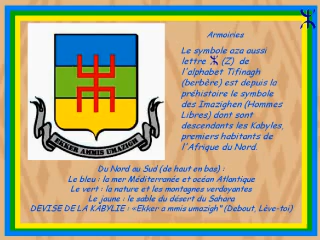 ⵣ
Armoiries
Le symbole aza aussi
lettre ⵣ (Z) de
l'alphabet Tifinagh
(berbère) est depuis la
préhistoire le symbole
des Imazighen (Hommes
Libres) dont sont
descendants les Kabyles,
premiers habitants de
l'Afrique du Nord.
EKKER AMMIS UMAZIGH
Du Nord au Sud (de haut en bas) :
Le bleu : la mer Méditerranée et océan Atlantique
Le vert : la nature et les montagnes verdoyantes
Le jaune : le sable du désert du Sahara
DEVISE DE LA KABYLIE : «Ekker a mmis umazigh" (Debout, Lève-toi)